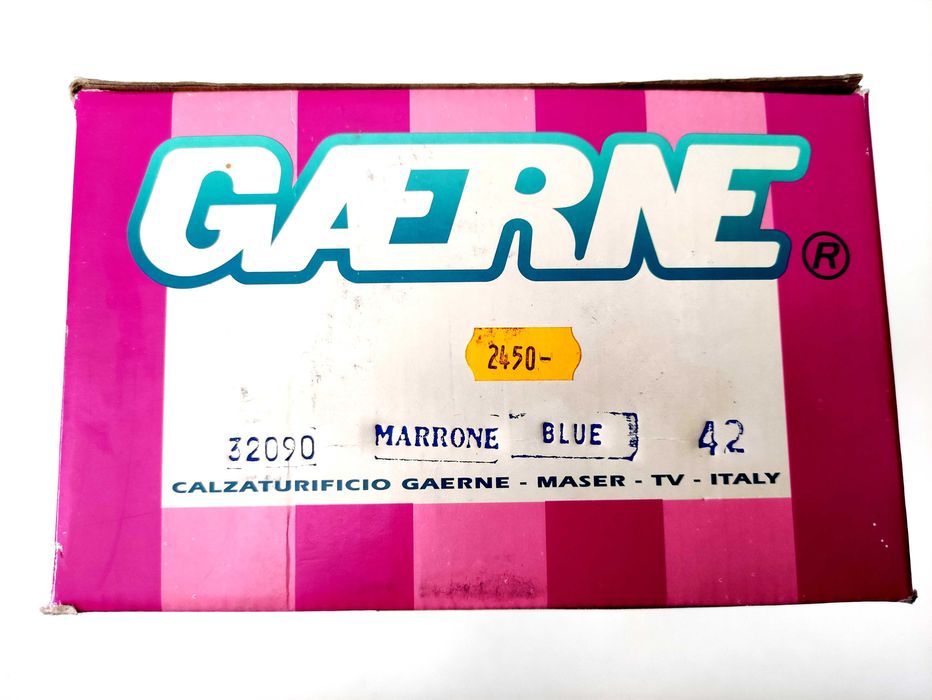 GAERNE ®
2450-
32090 MARRONE BLUE 42
CALZATURIFICIO GAERNE - MASER - TV - ITALY